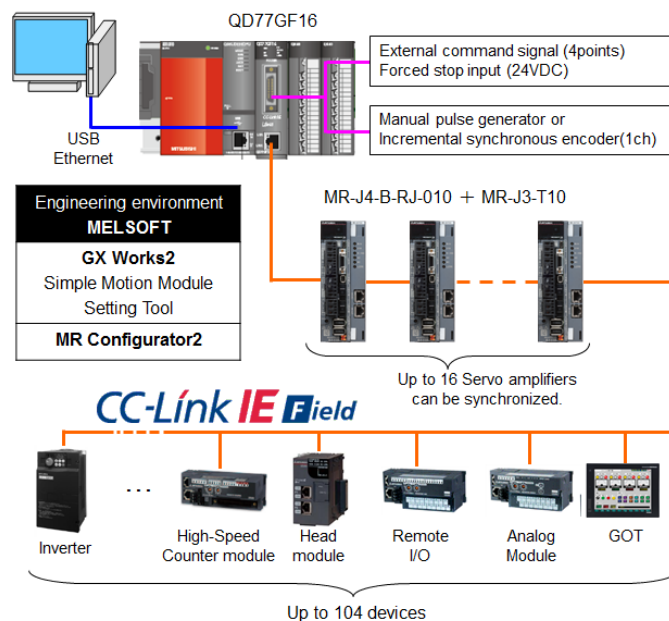 QD77GF16
External command signal (4points)
Forced stop input (24VDC)
Manual pulse generator or
Incremental synchronous encoder(1ch)
USB
Ethernet
MITSUBISHI
Engineering environment
MELSOFT
GX Works2
Simple Motion Module
Setting Tool
MR Configurator2
MR-J4-B-RJ-010 + MR-J3-T10
Up to 16 Servo amplifiers
can be synchronized.
CC-Línk IE Field
...
Inverter
High-Speed
Counter module
Head
module
Remote
I/O
Analog
Module
GOT
Up to 104 devices